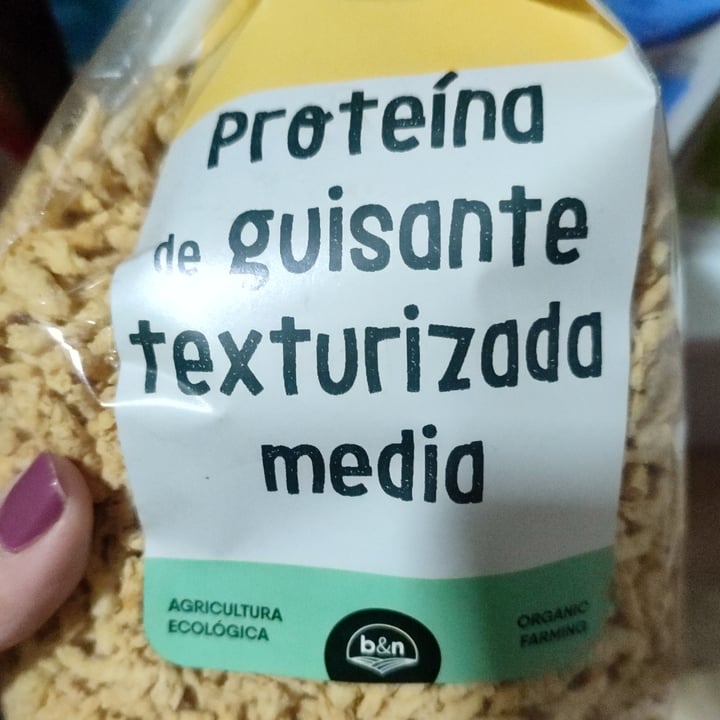 Proteína
de guisante
texturizada
media
AGRICULTURA
ECOLÓGICA
b&n
ORGANIC
FARMING